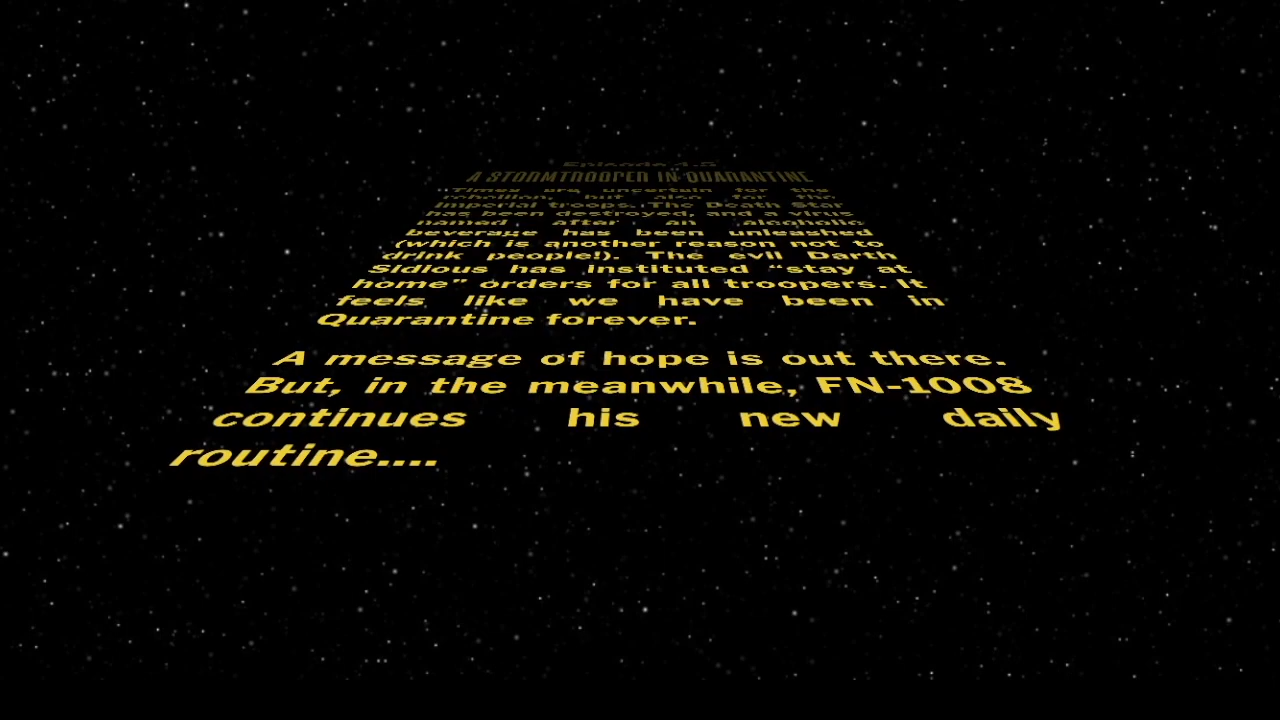 Episode 4.5
A STORMTROOPER IN QUARANTINE
Times are uncertain for the
rebellion, but also for the
Imperial troops. The Death Star
has been destroyed, and a virus
named after an alcoholic
beverage has been unleashed
(which is another reason not to
drink people!). The evil Darth
Sidious has instituted “stay at
home” orders for all troopers. It
feels like we have been in
Quarantine forever.
A message of hope is out there.
But, in the meanwhile, FN-1008
continues his new daily
routine....